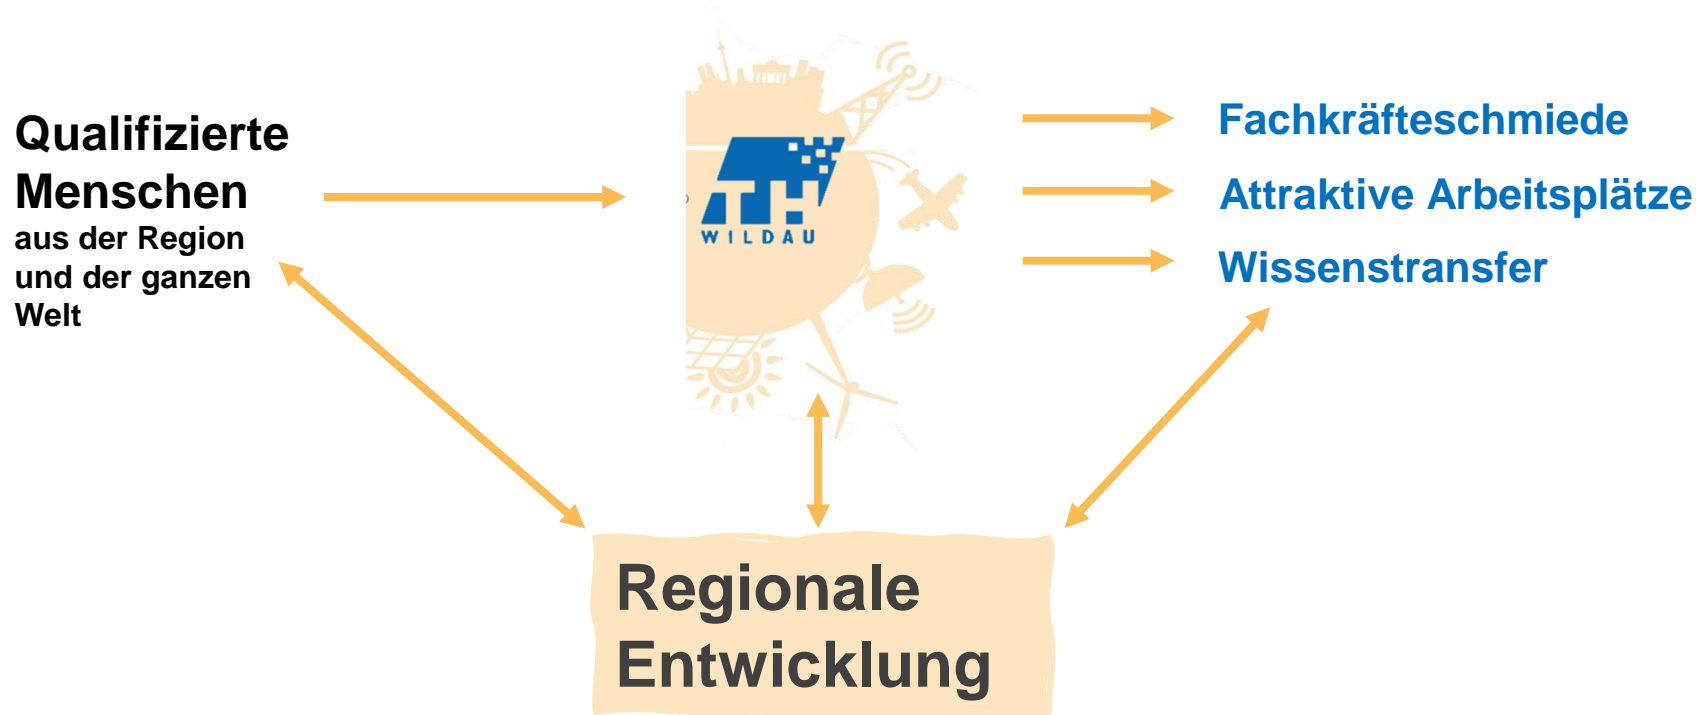 Qualifizierte
Menschen
aus der Region
und der ganzen
Welt
TH
WILDAU
Fachkräfteschmiede
Attraktive Arbeitsplätze
Wissenstransfer
Regionale
Entwicklung